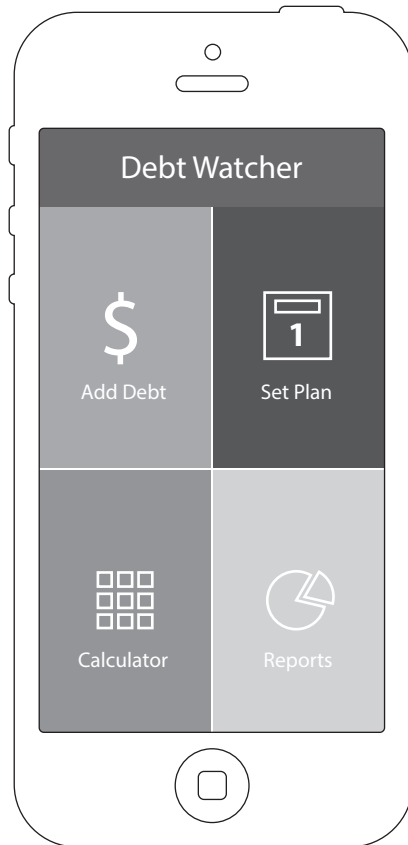 Debt Watcher
$
1
Add Debt
Set Plan
Calculator
Reports